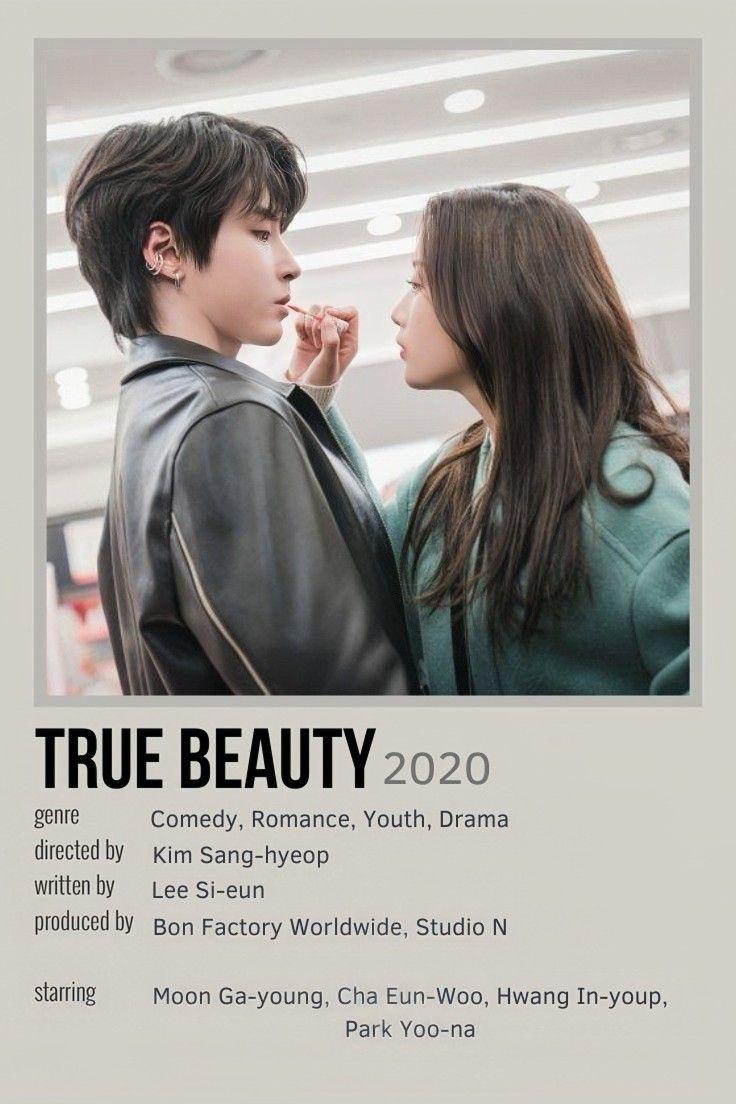 TRUE BEAUTY 2020
genre Comedy, Romance, Youth, Drama
directed by Kim Sang-hyeop
written by Lee Si-eun
produced by Bon Factory Worldwide, Studio N
starring Moon Ga-young, Cha Eun-Woo, Hwang In-youp,
Park Yoo-na